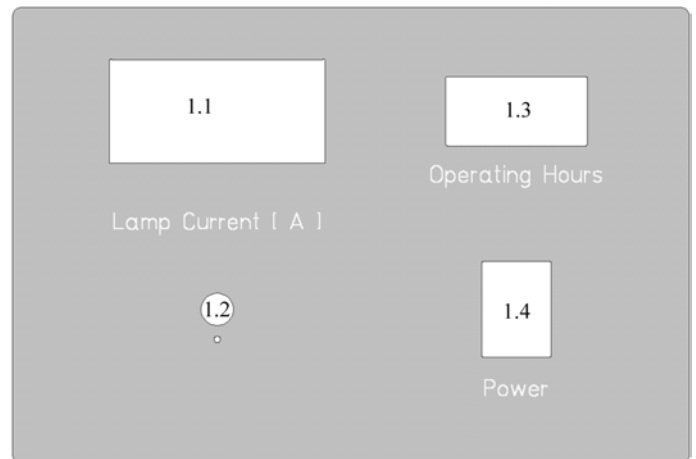 1.1
1.3
Operating Hours
Lamp Current [ A ]
1.2
1.4
Power